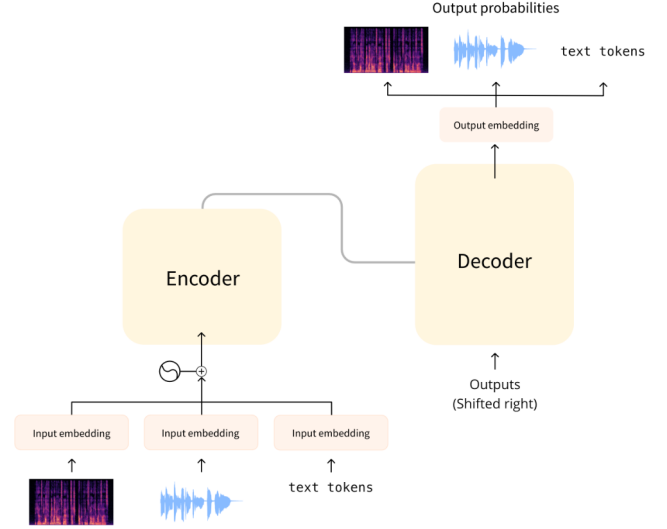 Output probabilities
text tokens
Output embedding
Encoder
Decoder
Outputs
(Shifted right)
Input embedding
Input embedding
Input embedding
text tokens